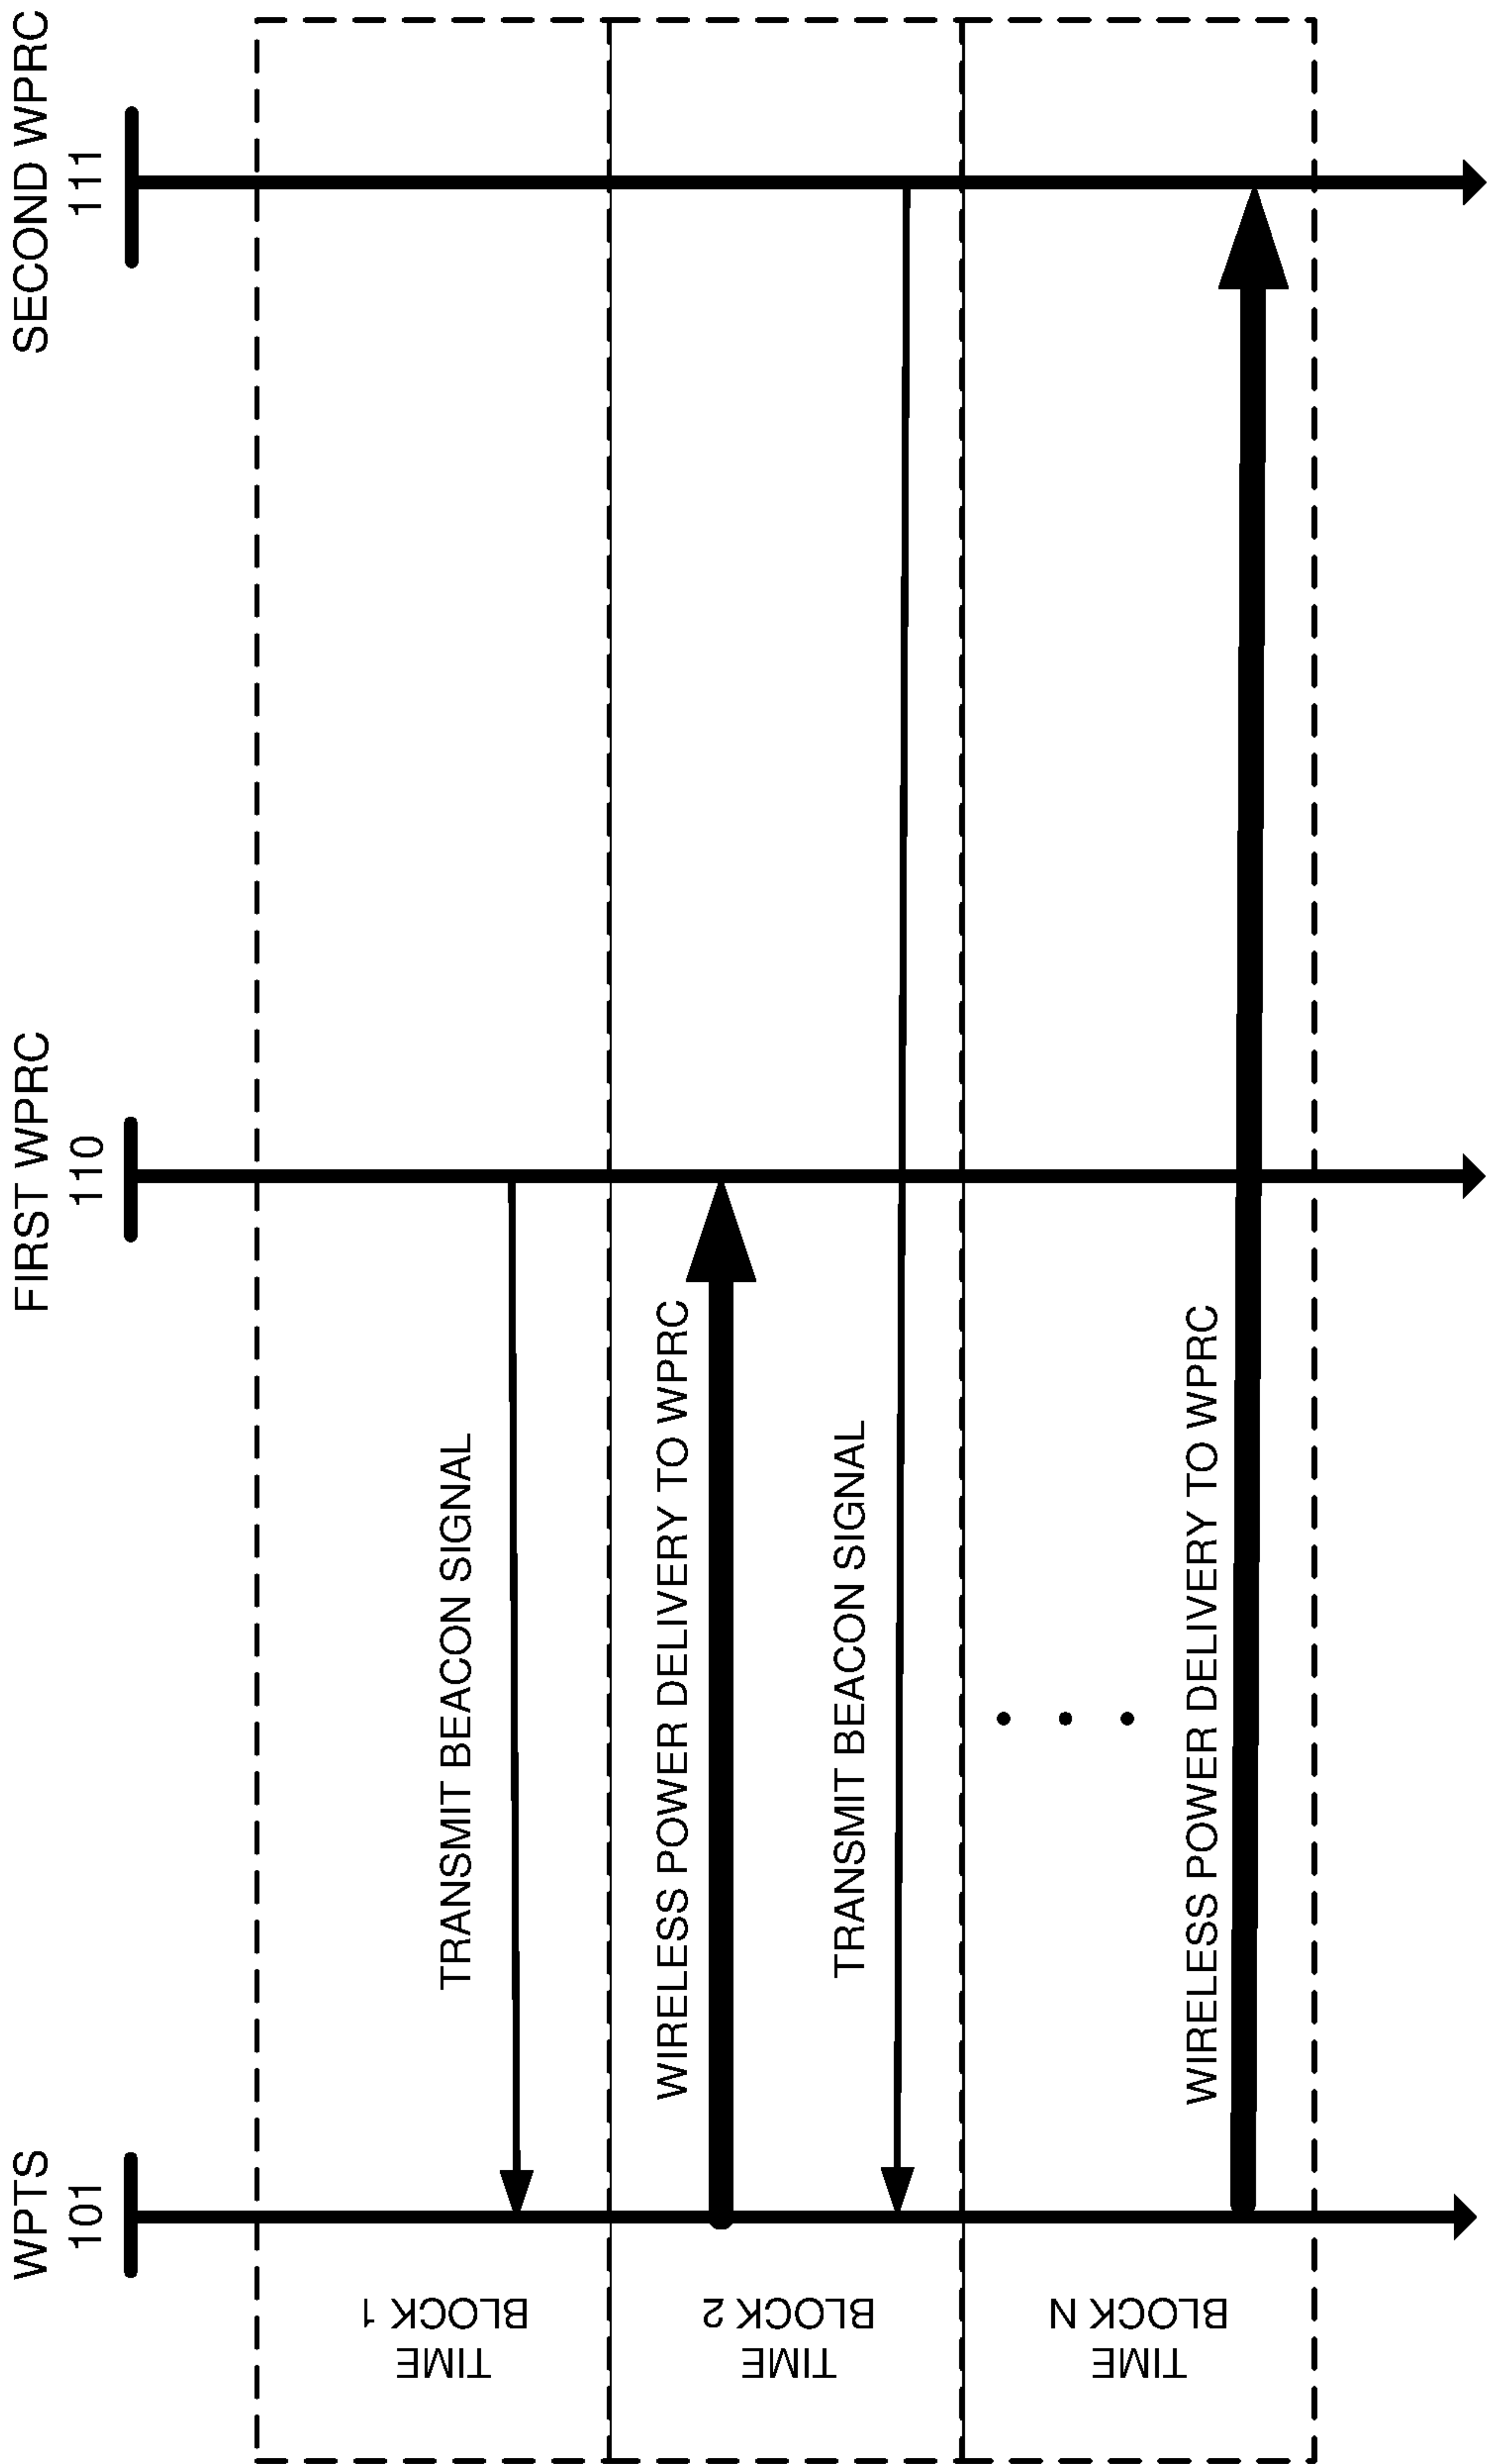 WPTS
101
FIRST WPRC
110
SECOND WPRC
111
TIME
BLOCK 1
TRANSMIT BEACON SIGNAL
TIME
BLOCK 2
WIRELESS POWER DELIVERY TO WPRC
TRANSMIT BEACON SIGNAL
TIME
BLOCK N
WIRELESS POWER DELIVERY TO WPRC